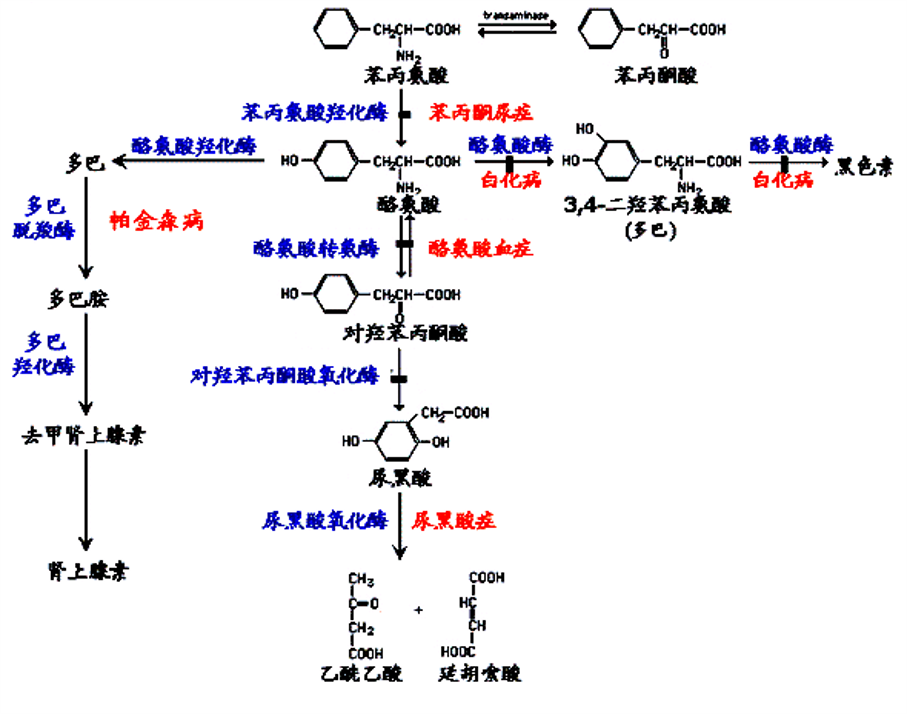 CH₂-CH-COOH
NH₂
苯丙氨酸
transaminase
CH₂C-COOH
O
苯丙酮酸
苯丙氨酸羟化酶
苯丙酮尿症
多巴
酪氨酸羟化酶
HO
CH₂CH-COOH
NH₂
酪氨酸
酪氨酸酶
白化病
HO
HO
CH₂-CH-COOH
NH₂
3,4-二羟苯丙氨酸
(多巴)
酪氨酸酶
白化病
黑色素
多巴
脱羧酶
帕金森病
酪氨酸转氨酶
酪氨酸血症
多巴胺
HO
CH₂CH-COOH
O
对羟苯丙酮酸
多巴
羟化酶
对羟苯丙酮酸氧化酶
去甲肾上腺素
CH₂-COOH
HO
-OH
尿黑酸
尿黑酸氧化酶
尿黑酸症
肾上腺素
CH₃
C=O
CH₂
COOH
乙酰乙酸
+
COOH
HC
CH
HOOC
延胡索酸